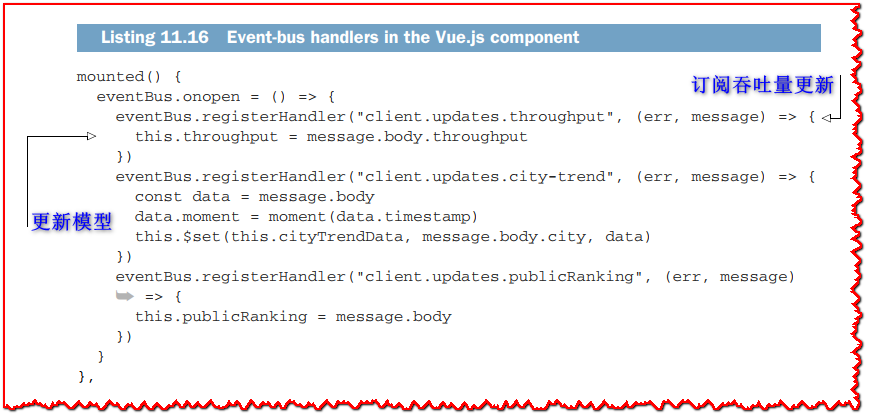 Listing 11.16 Event-bus handlers in the Vue.js component
mounted() {
订阅吞吐量更新
eventBus.onopen = () => {
eventBus.registerHandler("client.updates.throughput", (err, message) => {
this.throughput = message.body.throughput
})
eventBus.registerHandler("client.updates.city-trend", (err, message) => {
const data = message.body
data.moment = moment(data.timestamp)
更新模型
this.$set(this.cityTrendData, message.body.city, data)
})
eventBus.registerHandler("client.updates.publicRanking", (err, message)
=> {
this.publicRanking = message.body
})
}
},